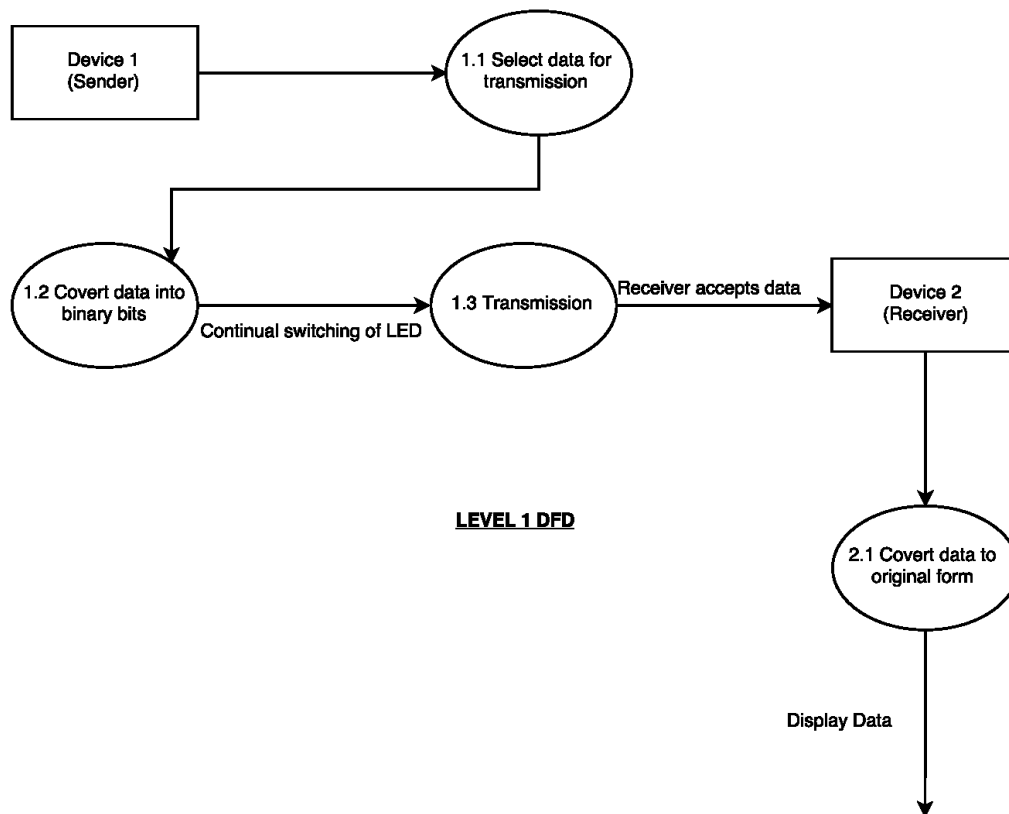 Device 1
(Sender)
1.1 Select data for
transmission
1.2 Covert data into
binary bits
Continual switching of LED
1.3 Transmission
Receiver accepts data
Device 2
(Receiver)
LEVEL 1 DFD
2.1 Covert data to
original form
Display Data